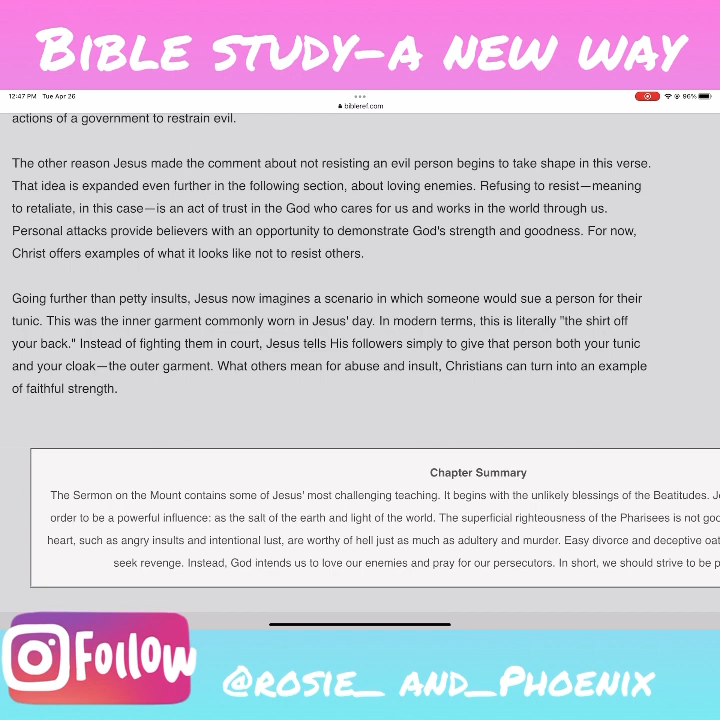 BIBLE STUDY-A NEW WAY
12:47 PM Tue Apr 26
96%
bibleref.com
actions of a government to restrain evil.
The other reason Jesus made the comment about not resisting an evil person begins to take shape in this verse.
That idea is expanded even further in the following section, about loving enemies. Refusing to resist—meaning
to retaliate, in this case—is an act of trust in the God who cares for us and works in the world through us.
Personal attacks provide believers with an opportunity to demonstrate God's strength and goodness. For now,
Christ offers examples of what it looks like not to resist others.
Going further than petty insults, Jesus now imagines a scenario in which someone would sue a person for their
tunic. This was the inner garment commonly worn in Jesus' day. In modern terms, this is literally "the shirt off
your back." Instead of fighting them in court, Jesus tells His followers simply to give that person both your tunic
and your cloak—the outer garment. What others mean for abuse and insult, Christians can turn into an example
of faithful strength.
Chapter Summary
The Sermon on the Mount contains some of Jesus' most challenging teaching. It begins with the unlikely blessings of the Beatitudes. Je
order to be a powerful influence: as the salt of the earth and light of the world. The superficial righteousness of the Pharisees is not goo
heart, such as angry insults and intentional lust, are worthy of hell just as much as adultery and murder. Easy divorce and deceptive oat
seek revenge. Instead, God intends us to love our enemies and pray for our persecutors. In short, we should strive to be p
Follow
@ROSIE_ AND_PHOENIX